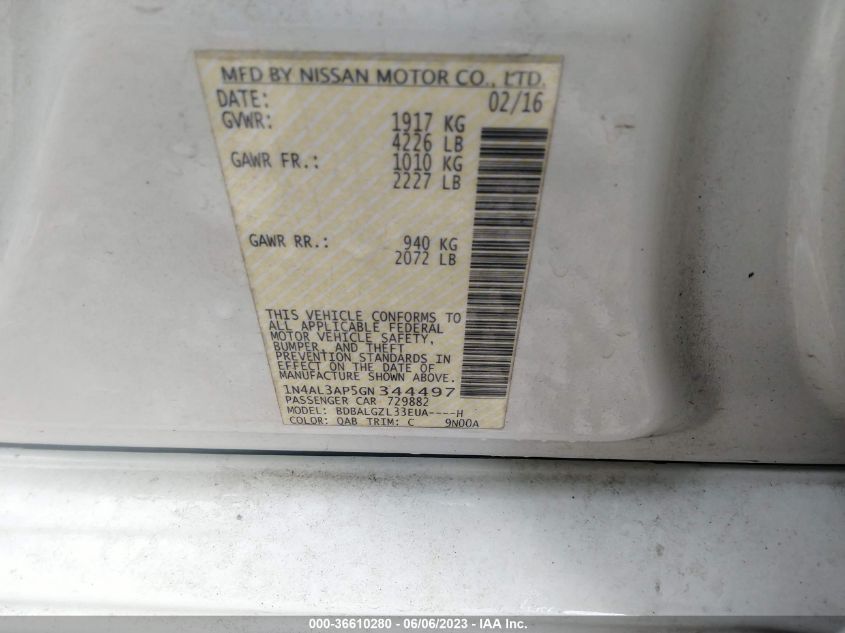 MFD BY NISSAN MOTOR CO., LTD.
DATE: 02/16
GVWR: 1917 KG
4226 LB
GAWR FR.: 1010 KG
2227 LB
GAWR RR.: 940 KG
2072 LB
THIS VEHICLE CONFORMS TO
ALL APPLICABLE FEDERAL
MOTOR VEHICLE SAFETY,
BUMPER, AND THEFT
PREVENTION STANDARDS IN
EFFECT ON THE DATE OF
MANUFACTURE SHOWN ABOVE.
1N4AL3AP5GN344497
PASSENGER CAR 729882
MODEL: BDBALGZL33EUA----H
COLOR: QAB TRIM: C 9N00A
000-36610280 - 06/06/2023 - IAA Inc.